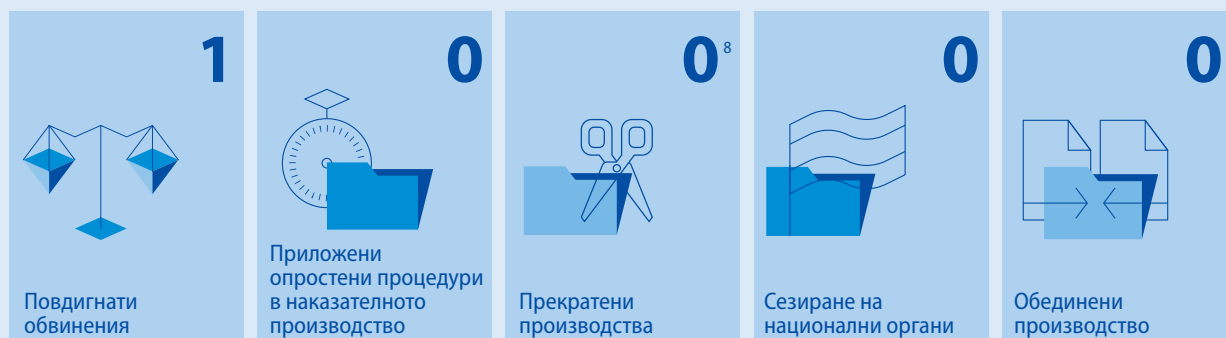 1
Повдигнати
обвинения
0
Приложени
опростени процедури
в наказателното
производство
0 8
Прекратени
производства
0
Сезиране на
национални органи
0
Обединени
производство